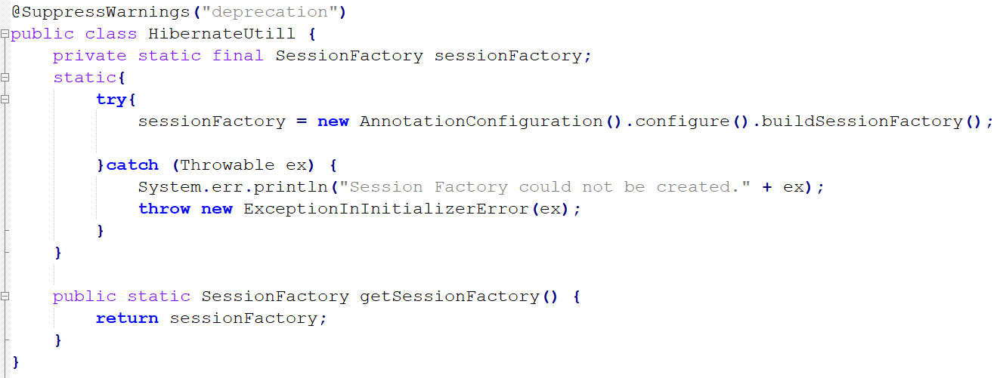 @SuppressWarnings("deprecation")
public class HibernateUtill {
    private static final SessionFactory sessionFactory;
    static{
        try{
            sessionFactory = new AnnotationConfiguration().configure().buildSessionFactory();

        }catch (Throwable ex) {
            System.err.println("Session Factory could not be created." + ex);
            throw new ExceptionInInitializerError(ex);
        }
    }

    public static SessionFactory getSessionFactory() {
        return sessionFactory;
    }
}